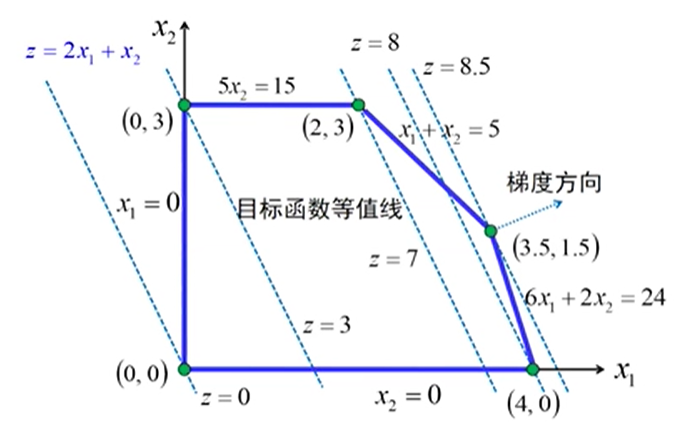 x₂
z = 8
z = 2x₁ + x₂
z = 8.5
5x₂ = 15
(0, 3)
(2, 3)
x₁ + x₂ = 5
梯度方向
x₁ = 0
目标函数等值线
(3.5, 1.5)
z = 7
6x₁ + 2x₂ = 24
z = 3
(0, 0)
x₁
z = 0
x₂ = 0
(4, 0)